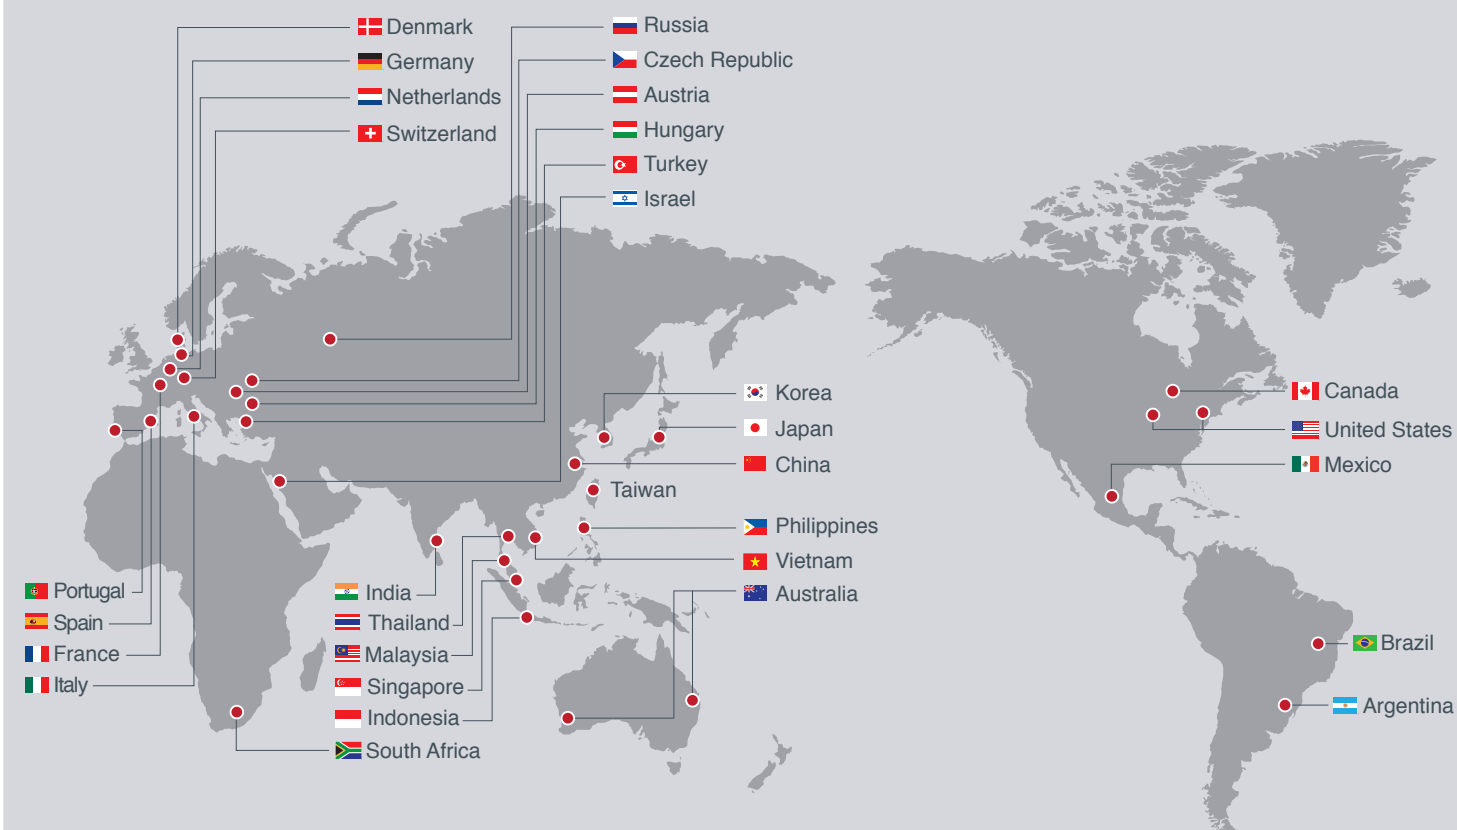 Denmark
Germany
Netherlands
Switzerland
Russia
Czech Republic
Austria
Hungary
Turkey
Israel
Korea
Japan
China
Taiwan
Philippines
Vietnam
Australia
Canada
United States
Mexico
Portugal
Spain
France
Italy
India
Thailand
Malaysia
Singapore
Indonesia
South Africa
Brazil
Argentina